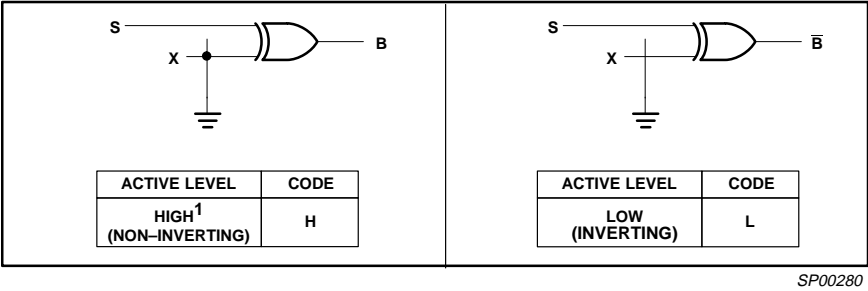 S
B
X
ACTIVE LEVEL CODE
HIGH1
(NON–INVERTING)
H
S
B̅
X
ACTIVE LEVEL CODE
LOW
(INVERTING)
L
SP00280